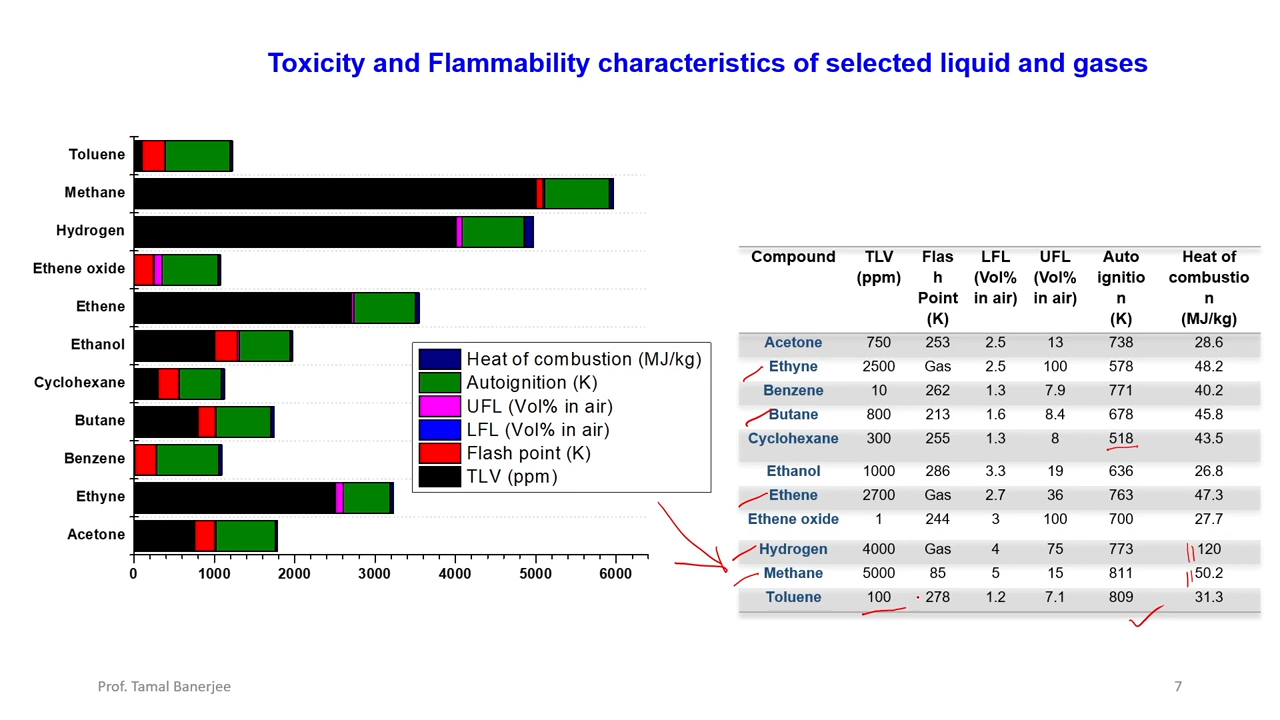 Toxicity and Flammability characteristics of selected liquid and gases
Toluene
Methane
Hydrogen
Ethene oxide
Ethene
Ethanol
Cyclohexane
Butane
Benzene
Ethyne
Acetone
0 1000 2000 3000 4000 5000 6000
Heat of combustion (MJ/kg)
Autoignition (K)
UFL (Vol% in air)
LFL (Vol% in air)
Flash point (K)
TLV (ppm)
Compound TLV Flas LFL UFL Auto Heat of
(ppm) h (Vol% (Vol% ignitio combustio
Point in air) in air) n n
(K) (K) (MJ/kg)
Acetone 750 253 2.5 13 738 28.6
Ethyne 2500 Gas 2.5 100 578 48.2
Benzene 10 262 1.3 7.9 771 40.2
Butane 800 213 1.6 8.4 678 45.8
Cyclohexane 300 255 1.3 8 518 43.5
Ethanol 1000 286 3.3 19 636 26.8
Ethene 2700 Gas 2.7 36 763 47.3
Ethene oxide 1 244 3 100 700 27.7
Hydrogen 4000 Gas 4 75 773 120
Methane 5000 85 5 15 811 50.2
Toluene 100 278 1.2 7.1 809 31.3
Prof. Tamal Banerjee
7